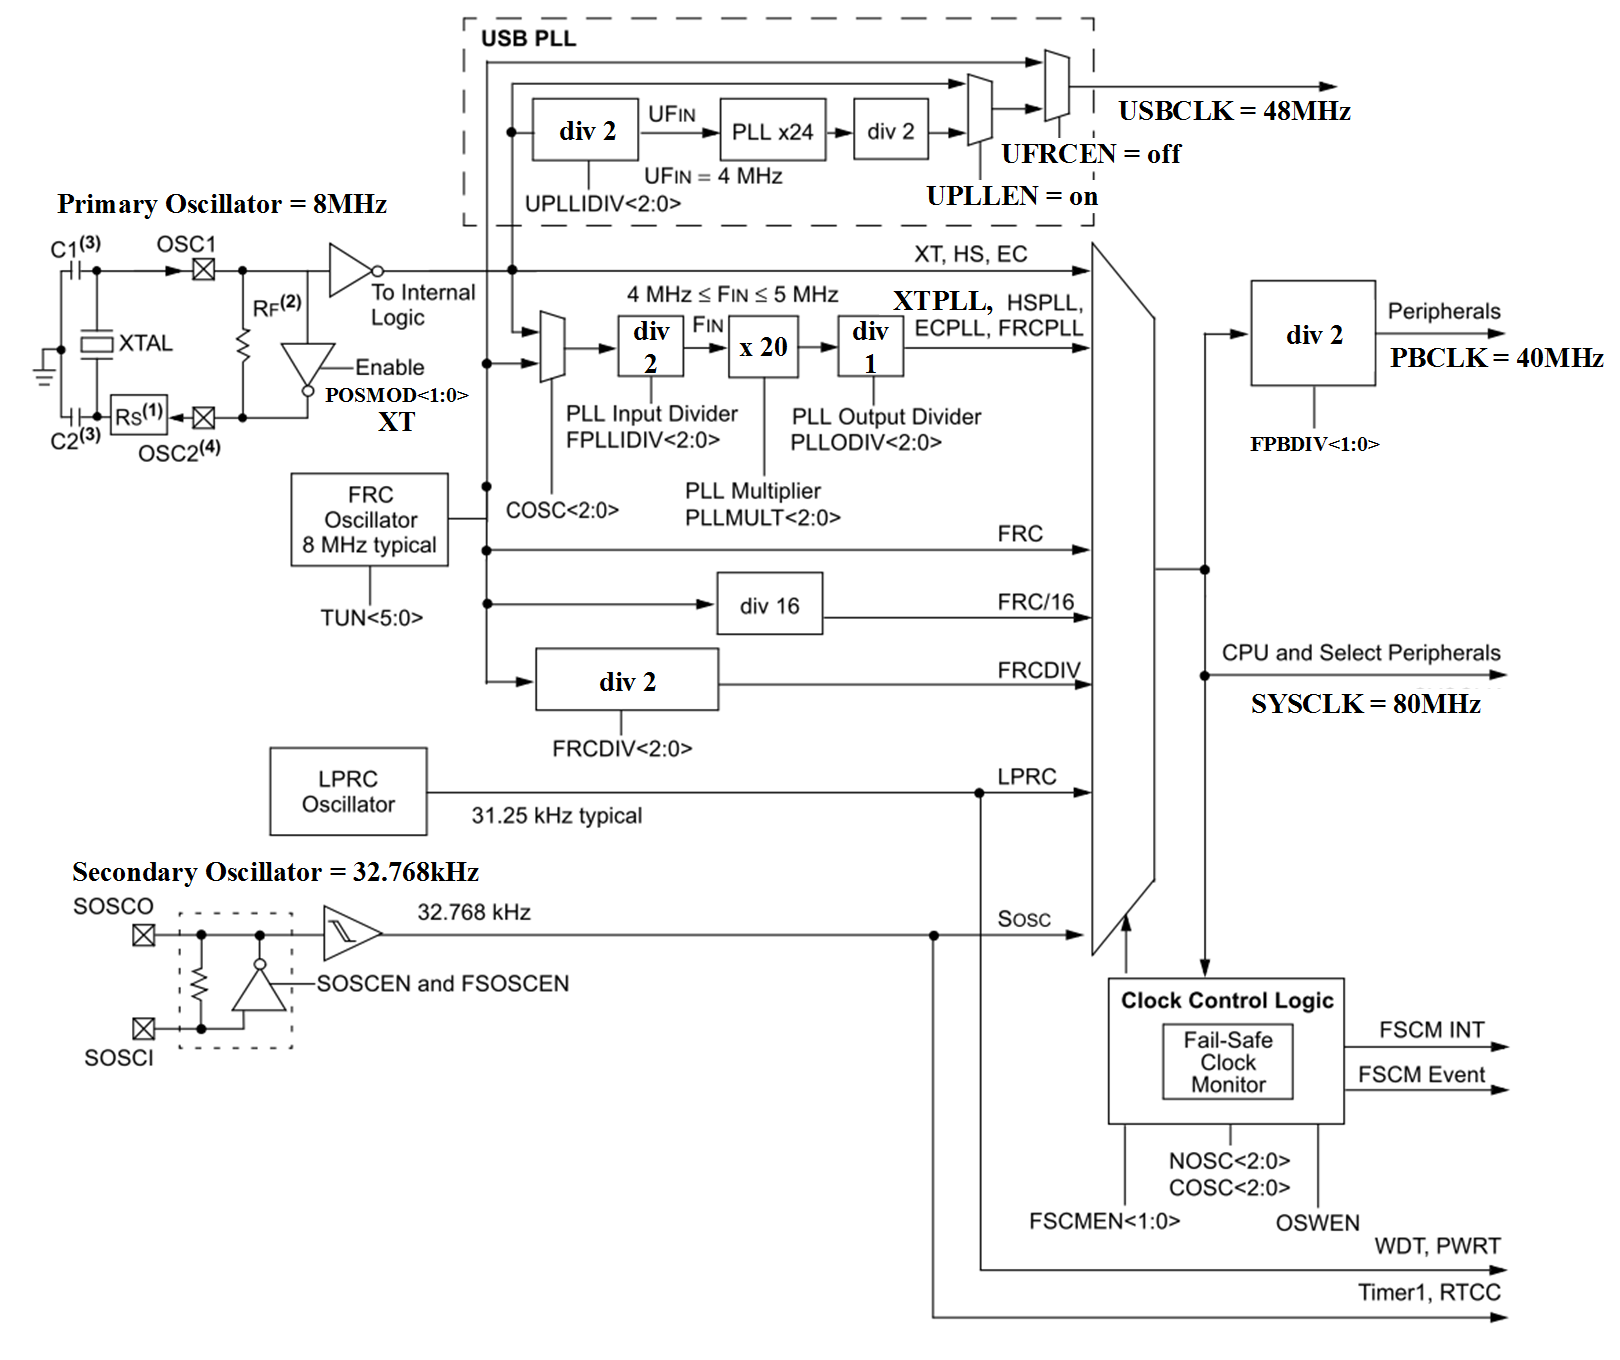 USB PLL
div 2
UFIN
PLL x24
div 2
UFIN = 4 MHz
UPLLIDIV<2:0>
USBCLK = 48MHz
UFRCEN = off
UPLLEN = on
Primary Oscillator = 8MHz
C1(3)
OSC1
RF(2)
To Internal
Logic
XTAL
Enable
POSMOD<1:0>
XT
RS(1)
C2(3)
OSC2(4)
XT, HS, EC
4 MHz ≤ FIN ≤ 5 MHz
XTPLL, HSPLL,
ECPLL, FRCPLL
div
2
FIN
x 20
div
1
PLL Input Divider
FPLLIDIV<2:0>
PLL Output Divider
PLLODIV<2:0>
PLL Multiplier
PLLMULT<2:0>
COSC<2:0>
div 2
Peripherals
PBCLK = 40MHz
FPBDIV<1:0>
FRC
Oscillator
8 MHz typical
TUN<5:0>
FRC
div 16
FRC/16
div 2
FRCDIV
FRCDIV<2:0>
CPU and Select Peripherals
SYSCLK = 80MHz
LPRC
Oscillator
31.25 kHz typical
LPRC
Secondary Oscillator = 32.768kHz
SOSCO
32.768 kHz
SOSC
SOSCEN and FSOSCEN
SOSCI
Clock Control Logic
Fail-Safe
Clock
Monitor
FSCM INT
FSCM Event
NOSC<2:0>
COSC<2:0>
FSCMEN<1:0>
OSWEN
WDT, PWRT
Timer1, RTCC